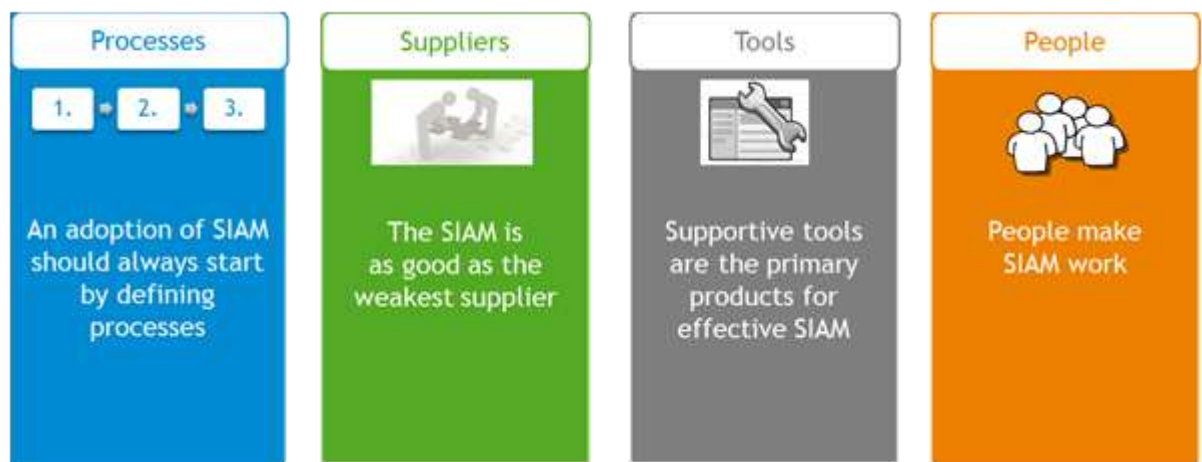 Processes
1.
2.
3.
An adoption of SIAM
should always start
by defining
processes
Suppliers
The SIAM is
as good as the
weakest supplier
Tools
Supportive tools
are the primary
products for
effective SIAM
People
People make
SIAM work